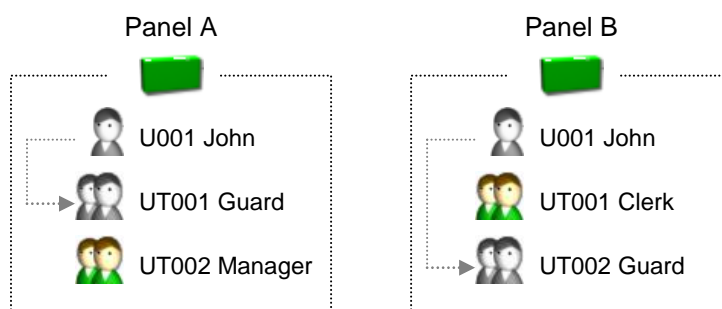 Panel A
U001 John
UT001 Guard
UT002 Manager
Panel B
U001 John
UT001 Clerk
UT002 Guard